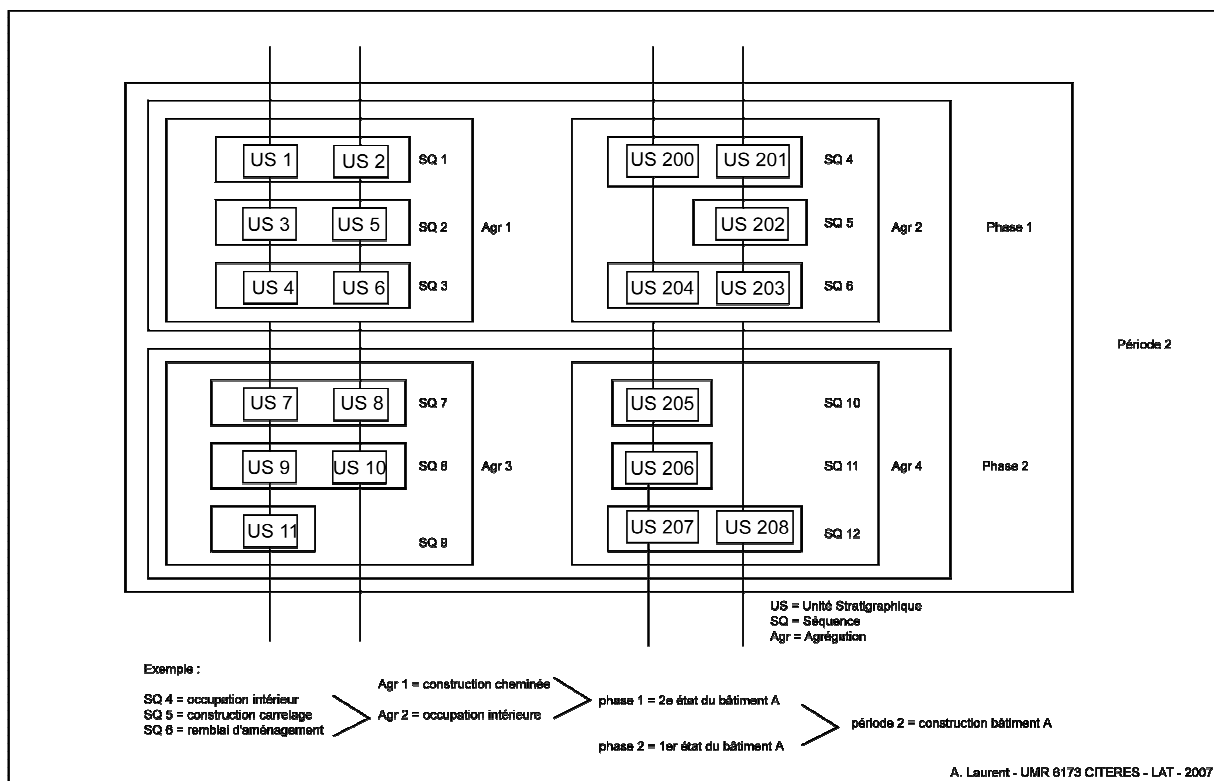 US 1 US 2 SQ 1
US 200 US 201 SQ 4
US 3 US 5 SQ 2 Agr 1
US 202 SQ 5 Agr 2 Phase 1
US 4 US 6 SQ 3
US 204 US 203 SQ 6
Période 2
US 7 US 8 SQ 7
US 205 SQ 10
US 9 US 10 SQ 8 Agr 3
US 206 SQ 11 Agr 4 Phase 2
US 11 SQ 9
US 207 US 208 SQ 12
US = Unité Stratigraphique
SQ = Séquence
Agr = Agrégation
Exemple :
SQ 4 = occupation intérieur
SQ 5 = construction carrelage
SQ 6 = remblai d'aménagement
Agr 1 = construction cheminée
Agr 2 = occupation intérieure
phase 1 = 2e état du bâtiment A
phase 2 = 1er état du bâtiment A
période 2 = construction bâtiment A
A. Laurent - UMR 6173 CITERES - LAT - 2007